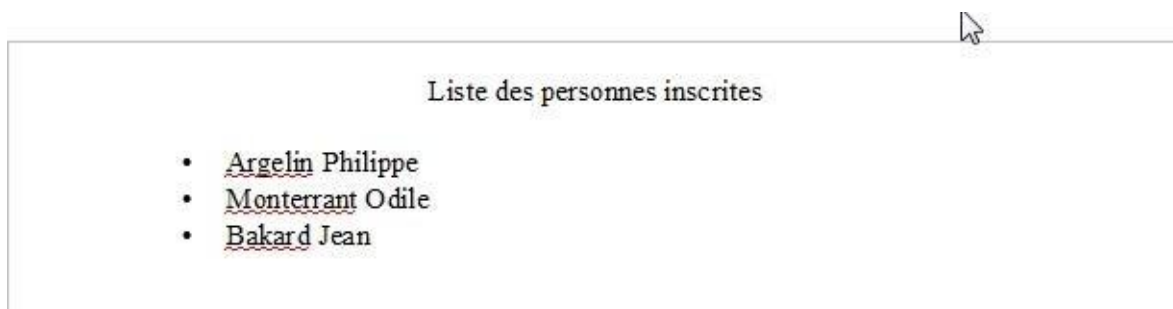 Liste des personnes inscrites
• Argelin Philippe
• Monterrant Odile
• Bakard Jean